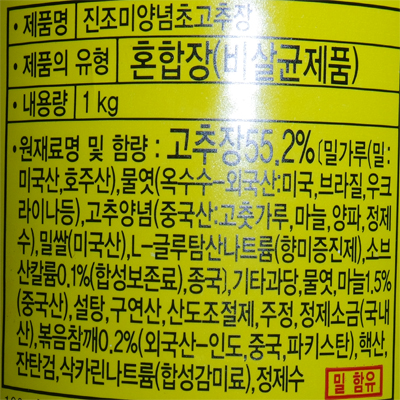 • 제품명 진조미양념초고추장
• 제품의 유형 혼합장(비살균제품)
• 내용량 1kg
• 원재료명 및 함량 : 고추장55.2%(밀가루(밀:
미국산,호주산),물엿(옥수수-외국산:미국,브라질,우크
라이나등),고추양념(중국산:고춧가루,마늘,양파,정제
수),밀쌀(미국산),L-글루탐산나트륨(향미증진제),소브
산칼륨0.1%(합성보존료),종국),기타과당,물엿,마늘1.5%
(중국산),설탕,구연산,산도조절제,주정,정제소금(국내
산),볶음참깨0.2%(외국산-인도,중국,파키스탄),핵산,
잔탄검,삭카린나트륨(합성감미료),정제수
밀 함유